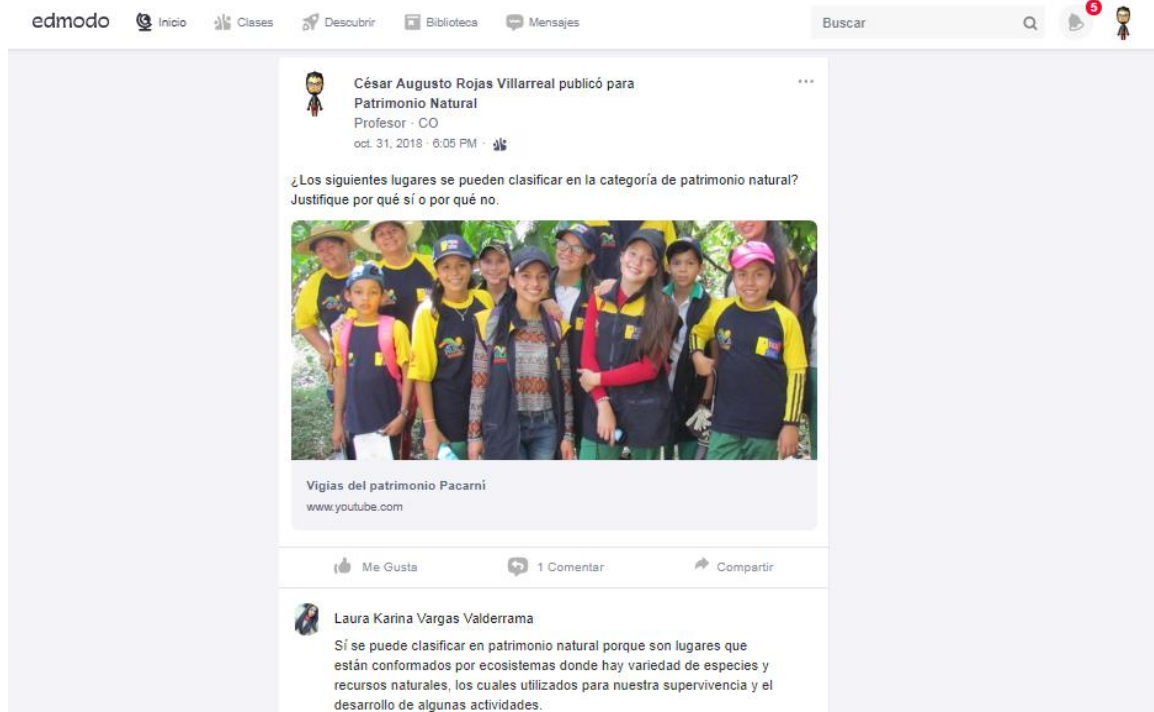 edmodo Inicio Clases Descubrir Biblioteca Mensajes Buscar 5
César Augusto Rojas Villarreal publicó para
Patrimonio Natural
Profesor · CO
oct. 31, 2018 · 6:05 PM ·
¿Los siguientes lugares se pueden clasificar en la categoría de patrimonio natural?
Justifique por qué sí o por qué no.
Vigias del patrimonio Pacarní
www.youtube.com
Me Gusta 1 Comentar Compartir
Laura Karina Vargas Valderrama
Sí se puede clasificar en patrimonio natural porque son lugares que
están conformados por ecosistemas donde hay variedad de especies y
recursos naturales, los cuales utilizados para nuestra supervivencia y el
desarrollo de algunas actividades.